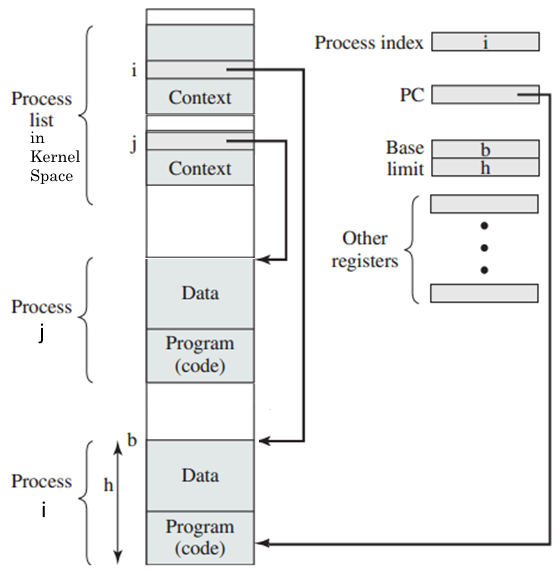 Process index
i
PC
Base
limit
b
h
Other
registers
i
Context
Process
list
in
Kernel
Space
j
Context
Process
j
Data
Program
(code)
b
h
Process
i
Data
Program
(code)